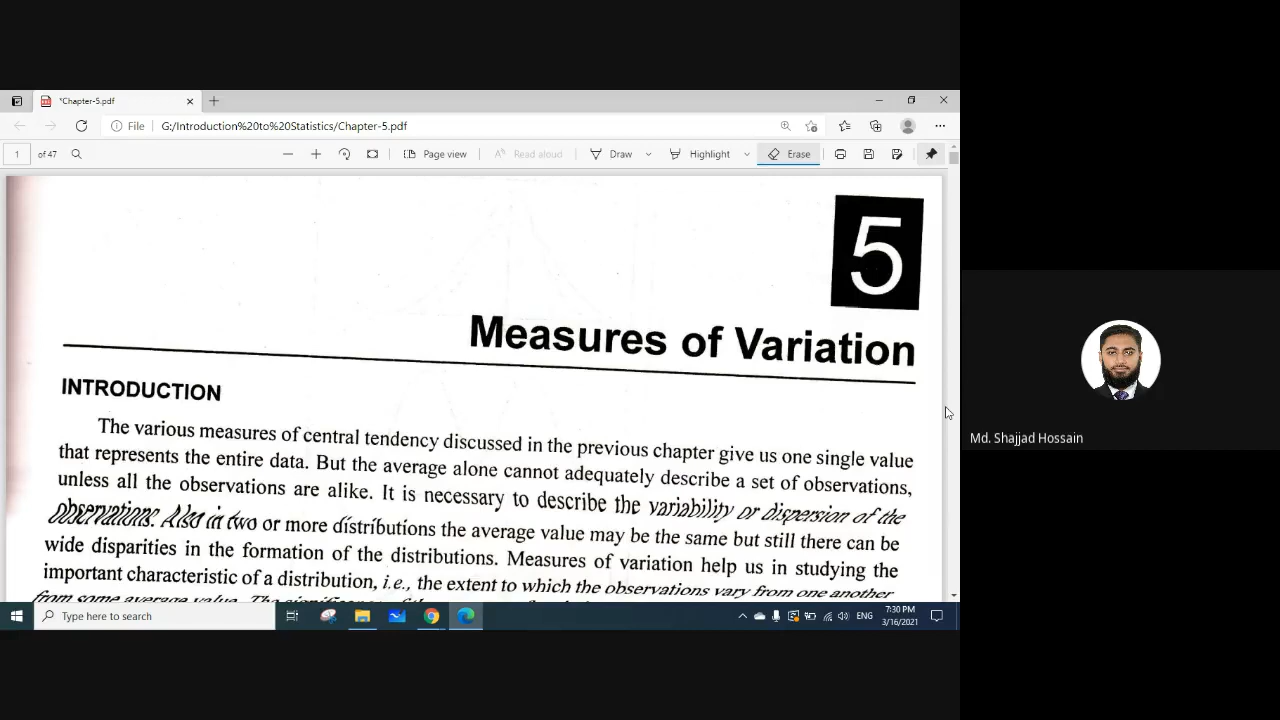 *Chapter-5.pdf
File G:/Introduction%20to%20Statistics/Chapter-5.pdf
1 of 47 Page view Read aloud Draw Highlight Erase
5
Measures of Variation
INTRODUCTION
The various measures of central tendency discussed in the previous chapter give us one single value
that represents the entire data. But the average alone cannot adequately describe a set of observations,
unless all the observations are alike. It is necessary to describe the variability or dispersion of the
observations. Also in two or more distributions the average value may be the same but still there can be
wide disparities in the formation of the distributions. Measures of variation help us in studying the
important characteristic of a distribution, i.e., the extent to which the observations vary from one another
from some average value. The
Md. Shajjad Hossain
Type here to search
ENG
7:30 PM
3/16/2021